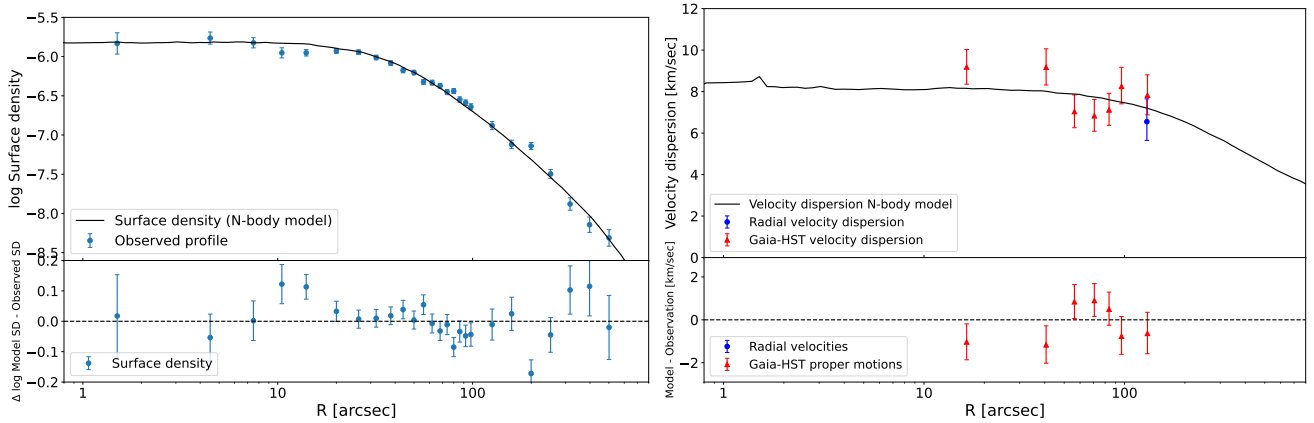 −5.5
−6.0
−6.5
−7.0
−7.5
−8.0
−8.5
log Surface density
Surface density (N-body model)
Observed profile
0.2
0.1
0.0
−0.1
−0.2
Δ log Model SD - Observed SD
Surface density
1
10
100
R [arcsec]
12
10
8
6
4
2
0
Velocity dispersion [km/sec]
Velocity dispersion N-body model
Radial velocity dispersion
Gaia-HST velocity dispersion
2
0
−2
Model - Observation [km/sec]
Radial velocities
Gaia-HST proper motions
1
10
100
R [arcsec]